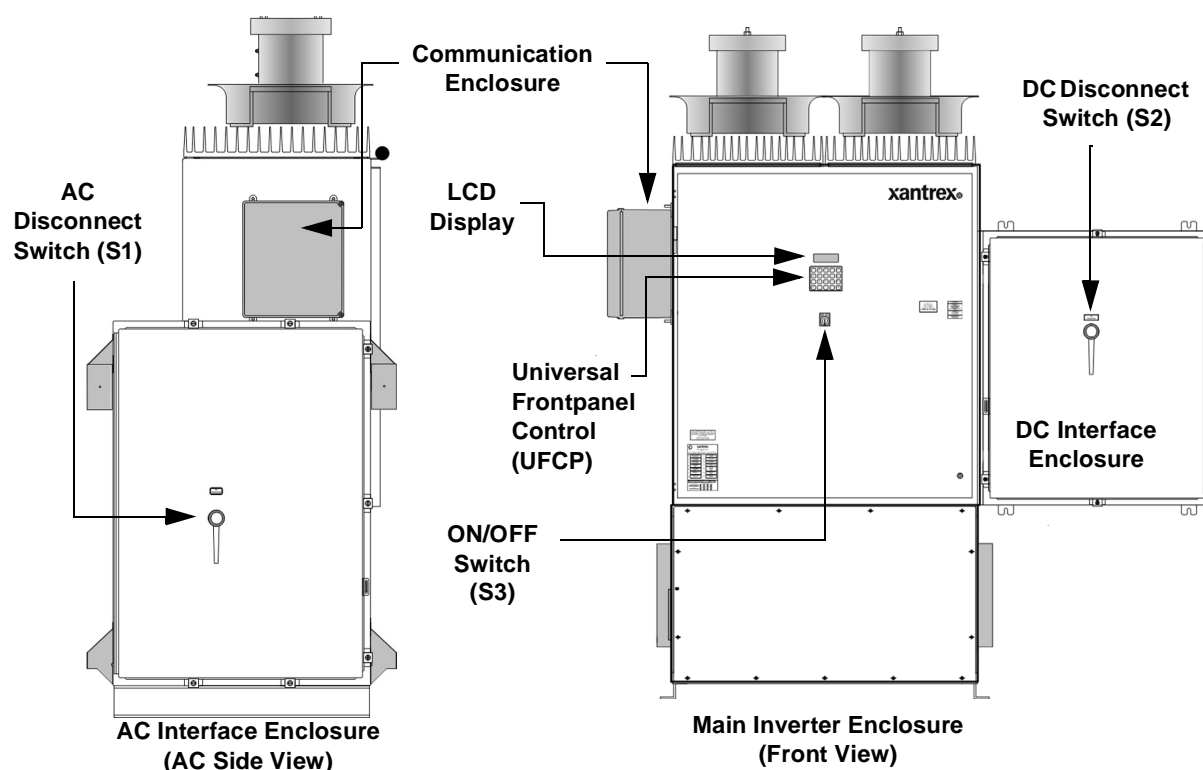 Communication
Enclosure
DC Disconnect
Switch (S2)
AC
Disconnect
Switch (S1)
LCD
Display
xantrex
Universal
Frontpanel
Control
(UFCP)
DC Interface
Enclosure
ON/OFF
Switch
(S3)
AC Interface Enclosure
(AC Side View)
Main Inverter Enclosure
(Front View)